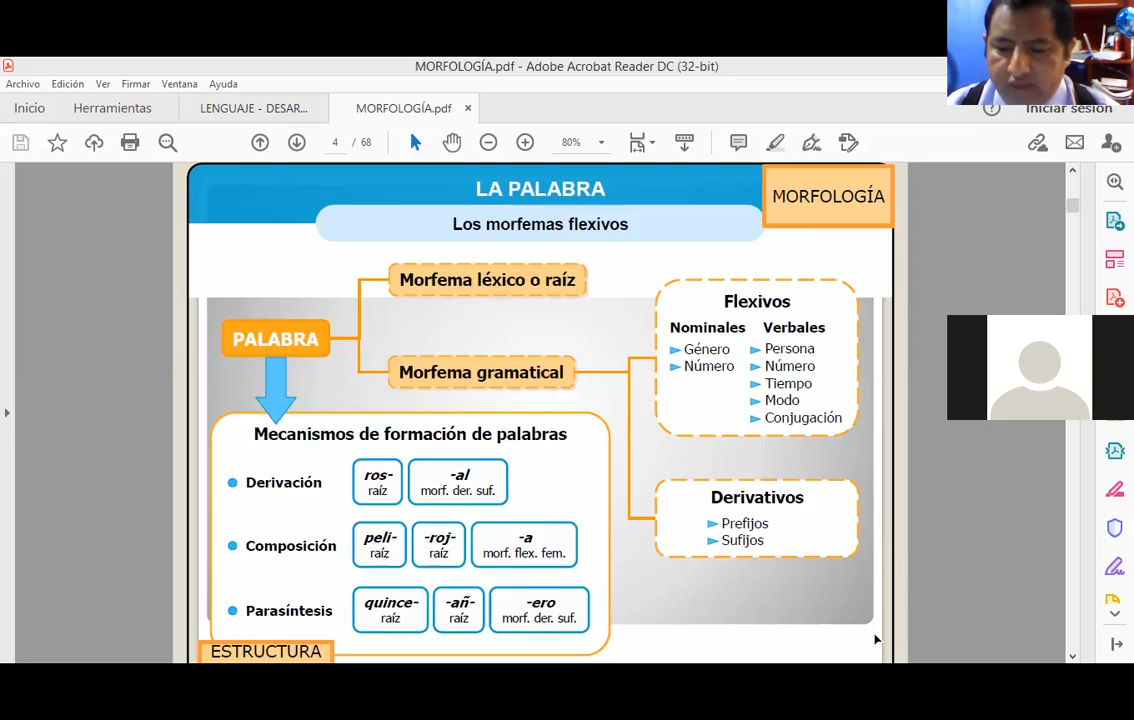 MORFOLOGÍA.pdf - Adobe Acrobat Reader DC (32-bit)
Archivo Edición Ver Firmar Ventana Ayuda
Inicio Herramientas LENGUAJE - DESAR... MORFOLOGÍA.pdf × Iniciar sesión
4 / 68 80%
LA PALABRA
MORFOLOGÍA
Los morfemas flexivos
Morfema léxico o raíz
PALABRA
Morfema gramatical
Flexivos
Nominales Verbales
Género Persona
Número Número
Tiempo
Modo
Conjugación
Derivativos
Prefijos
Sufijos
Mecanismos de formación de palabras
Derivación ros- -al
raíz morf. der. suf.
Composición peli- -roj- -a
raíz raíz morf. flex. fem.
Parasíntesis quince- -añ- -ero
raíz raíz morf. der. suf.
ESTRUCTURA